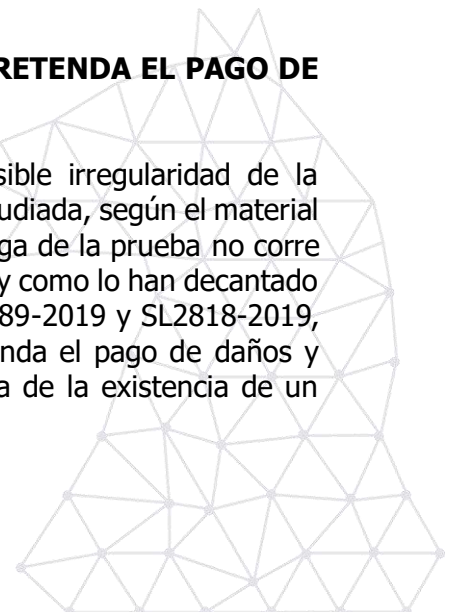 RETENDA EL PAGO DE
sible irregularidad de la
udiada, según el material
ga de la prueba no corre
y como lo han decantado
89-2019 y SL2818-2019,
nda el pago de daños y
a de la existencia de un